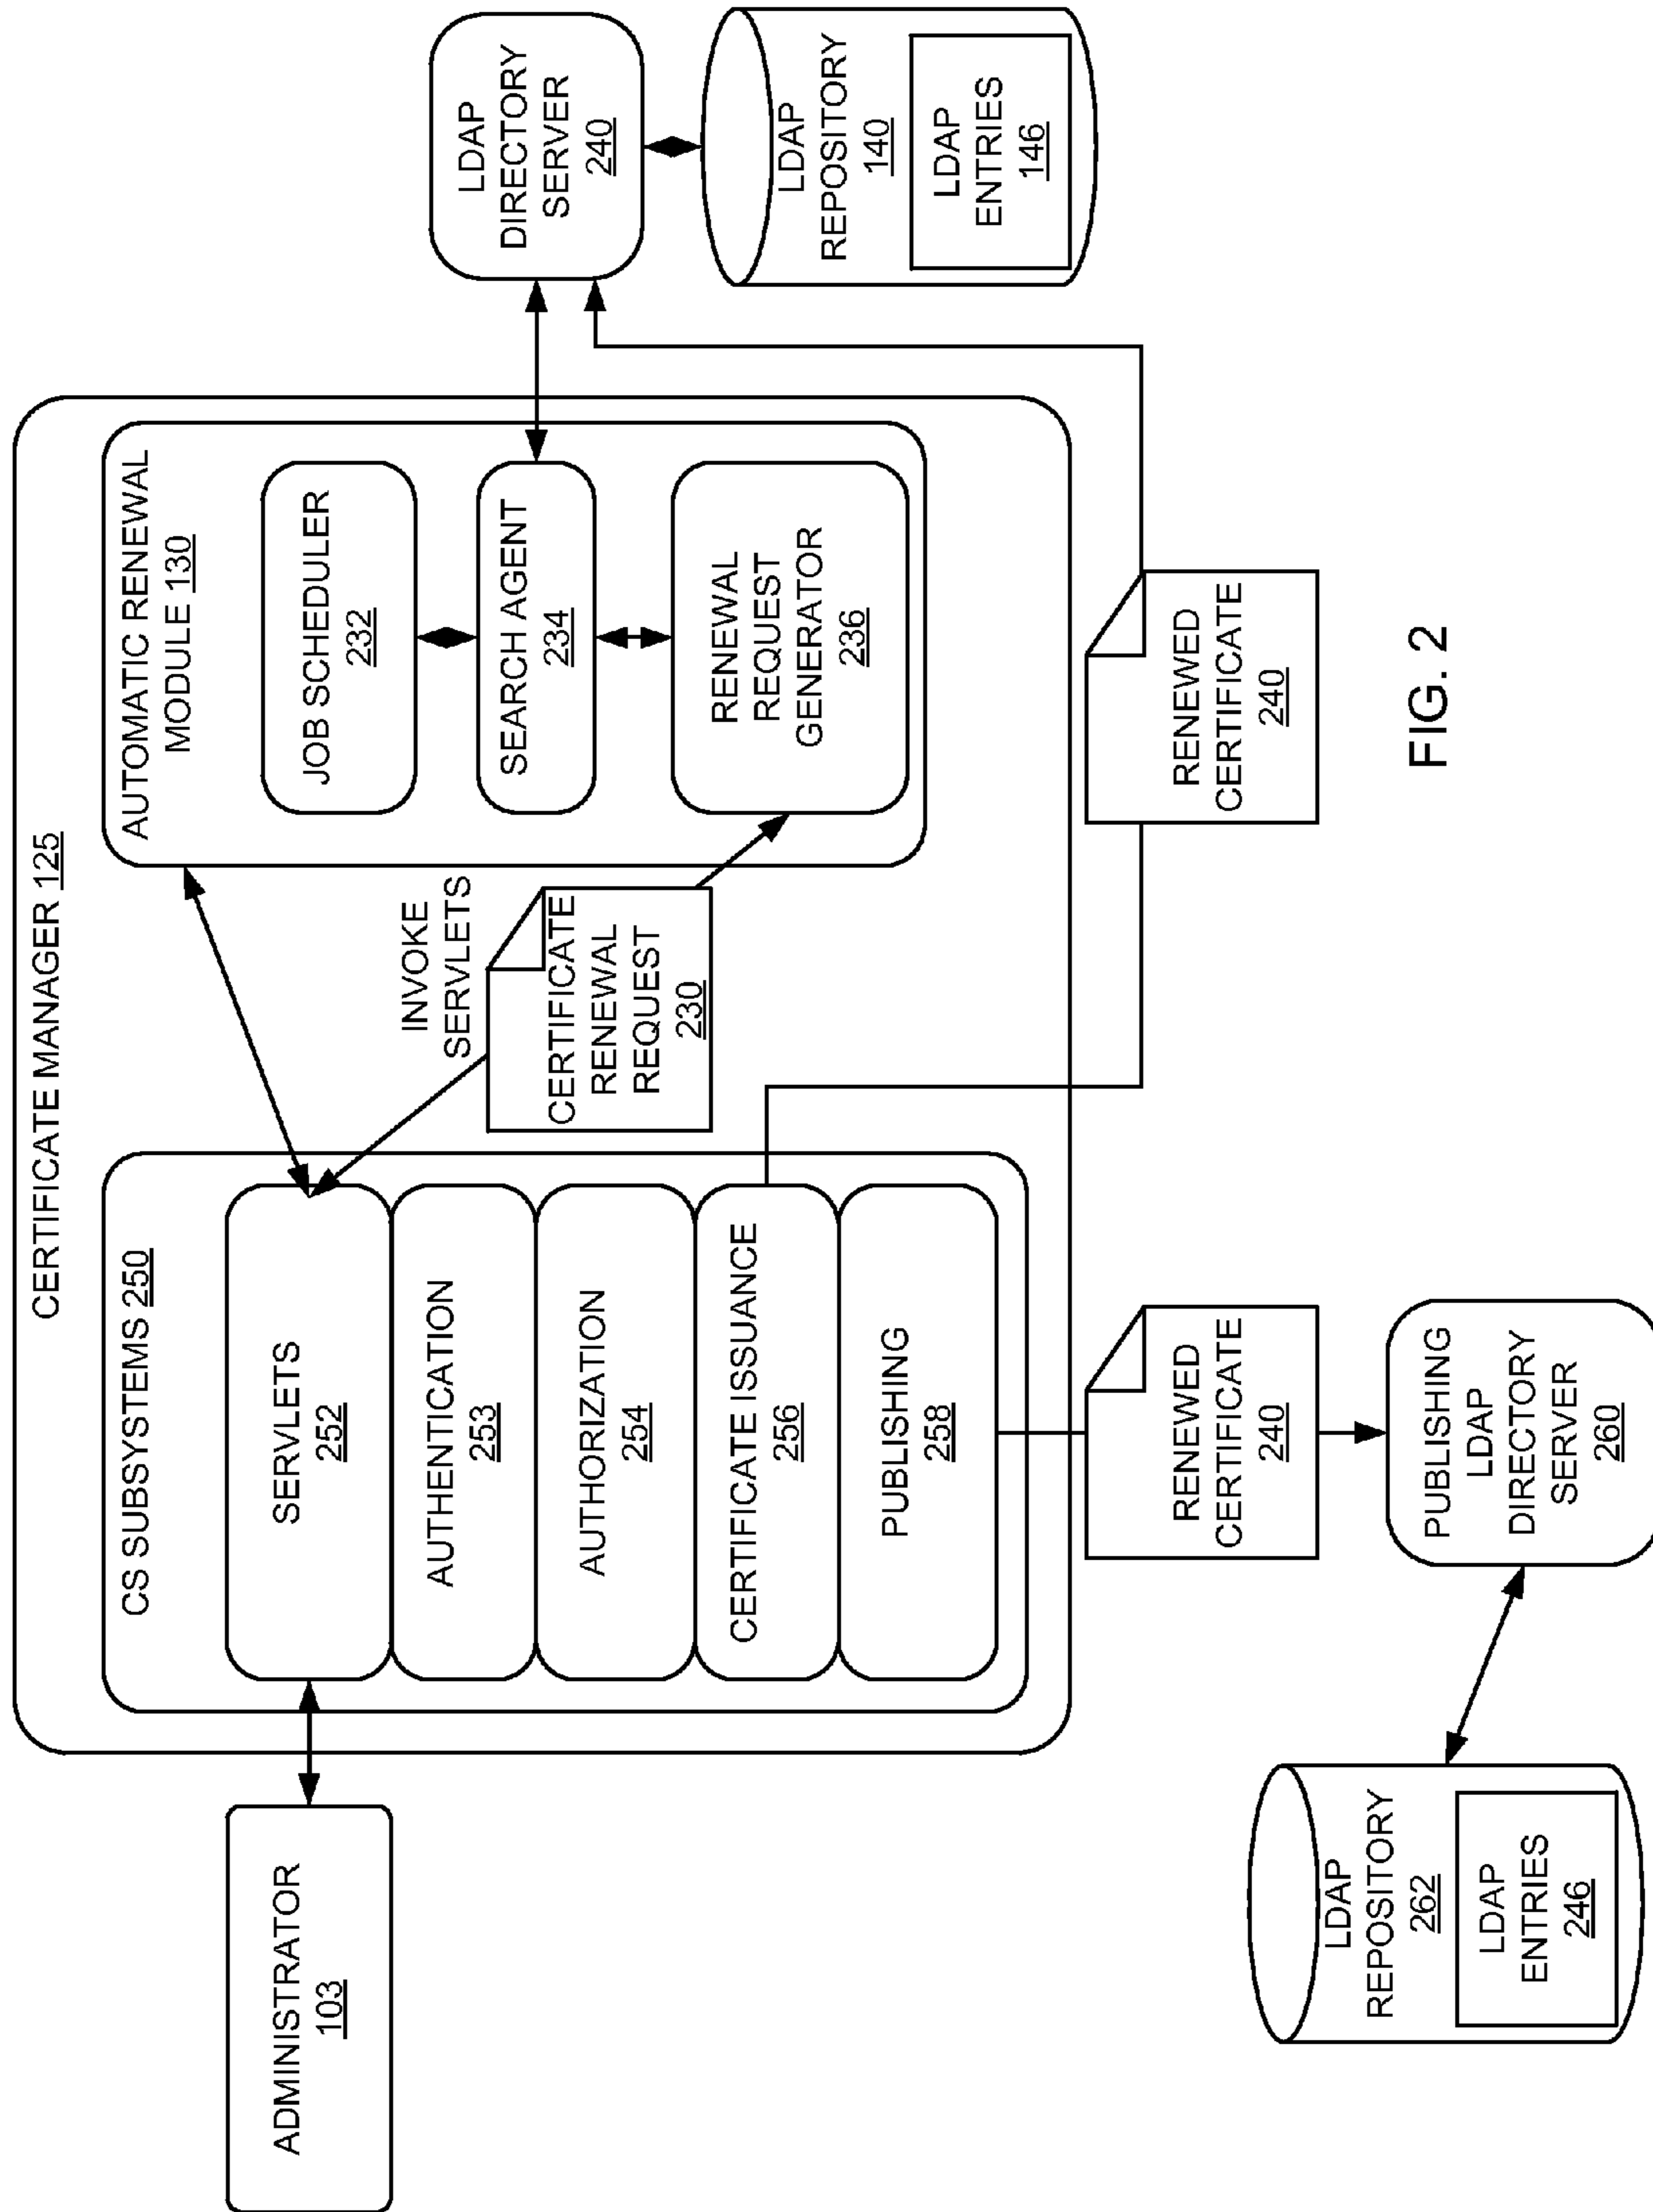 CERTIFICATE MANAGER 125
ADMINISTRATOR
103
CS SUBSYSTEMS 250
SERVLETS
252
AUTHENTICATION
253
AUTHORIZATION
254
CERTIFICATE ISSUANCE
256
PUBLISHING
258
INVOKE
SERVLETS
CERTIFICATE
RENEWAL
REQUEST
230
AUTOMATIC RENEWAL
MODULE 130
JOB SCHEDULER
232
SEARCH AGENT
234
RENEWAL
REQUEST
GENERATOR
236
LDAP
DIRECTORY
SERVER
240
LDAP
REPOSITORY
140
LDAP
ENTRIES
146
LDAP
REPOSITORY
262
LDAP
ENTRIES
246
RENEWED
CERTIFICATE
240
PUBLISHING
LDAP
DIRECTORY
SERVER
260
RENEWED
CERTIFICATE
240
FIG. 2